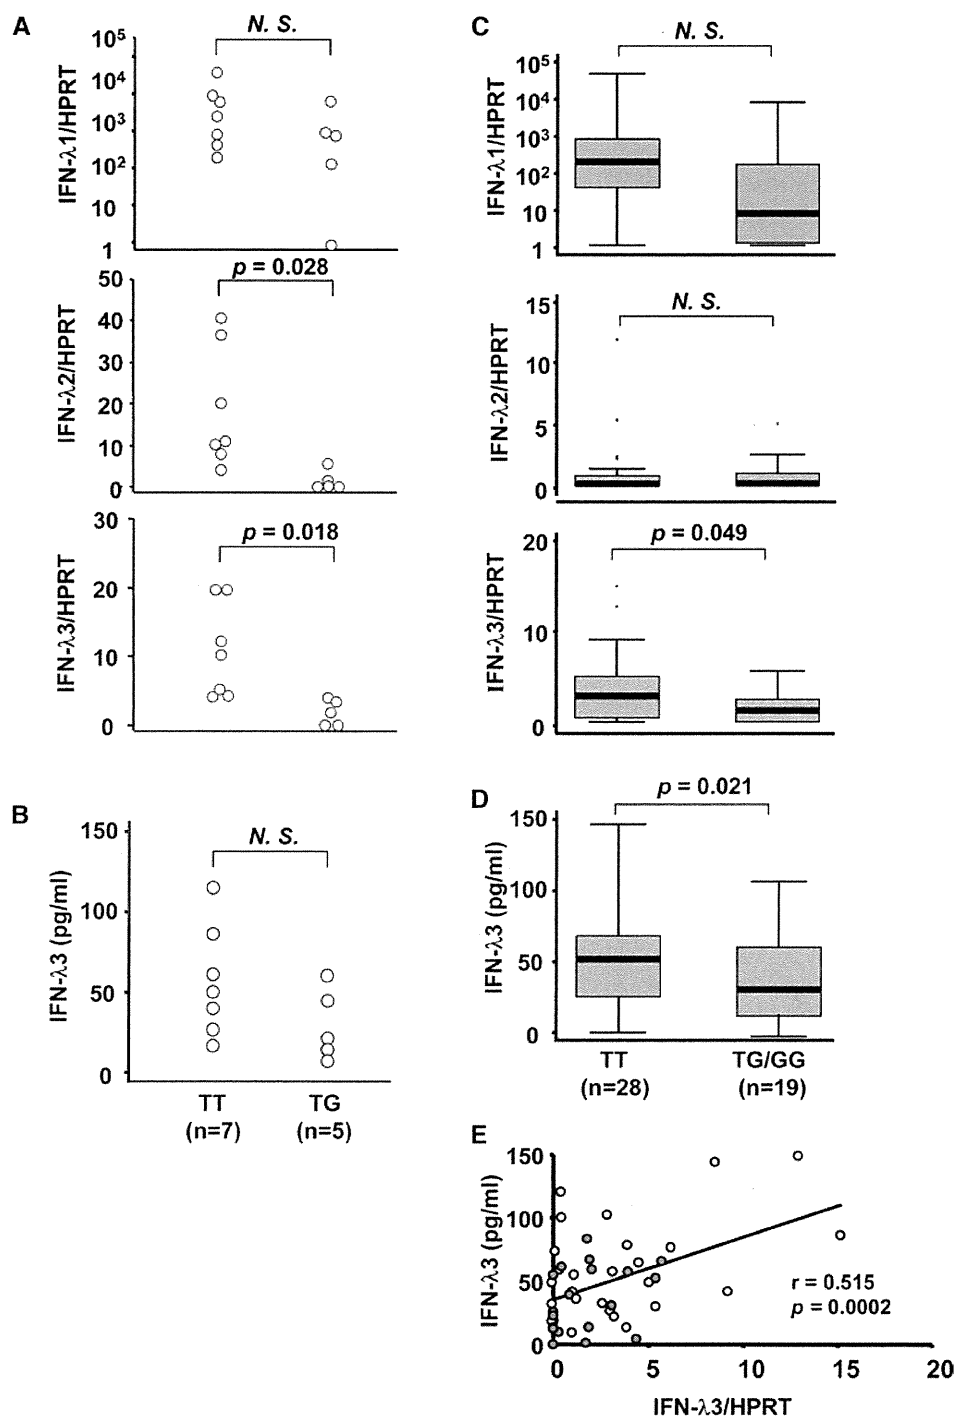 A
N. S.
IFN-λ1/HPRT
10⁵
10⁴
10³
10²
10
1
p = 0.028
IFN-λ2/HPRT
50
40
30
20
10
0
p = 0.018
IFN-λ3/HPRT
30
20
10
0
B
N. S.
IFN-λ3 (pg/ml)
150
100
50
0
TT TG
(n=7) (n=5)
C
N. S.
IFN-λ1/HPRT
10⁵
10⁴
10³
10²
10
1
N. S.
IFN-λ2/HPRT
15
10
5
0
p = 0.049
IFN-λ3/HPRT
20
10
0
D
p = 0.021
IFN-λ3 (pg/ml)
150
100
50
0
TT TG/GG
(n=28) (n=19)
E
IFN-λ3 (pg/ml)
150
100
50
0
r = 0.515
p = 0.0002
0 5 10 15 20
IFN-λ3/HPRT